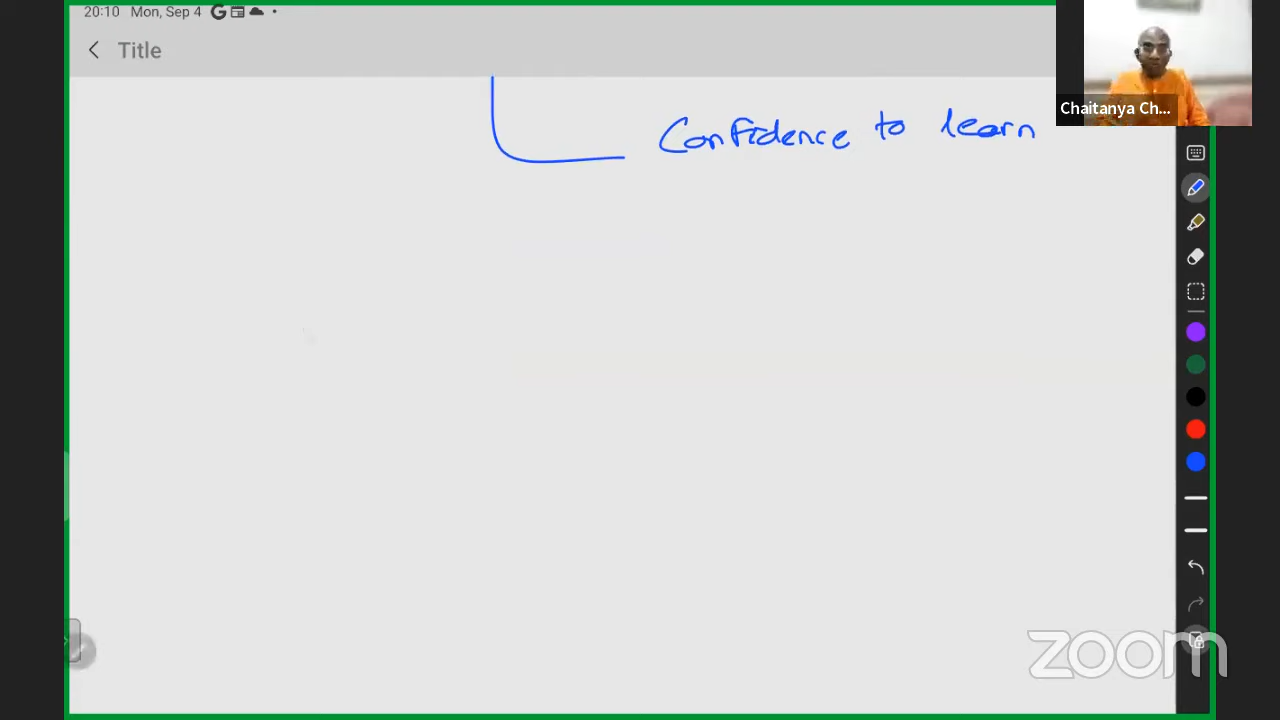 20:10 Mon, Sep 4
Title
Chaitanya Ch...
Confidence to learn
zoom